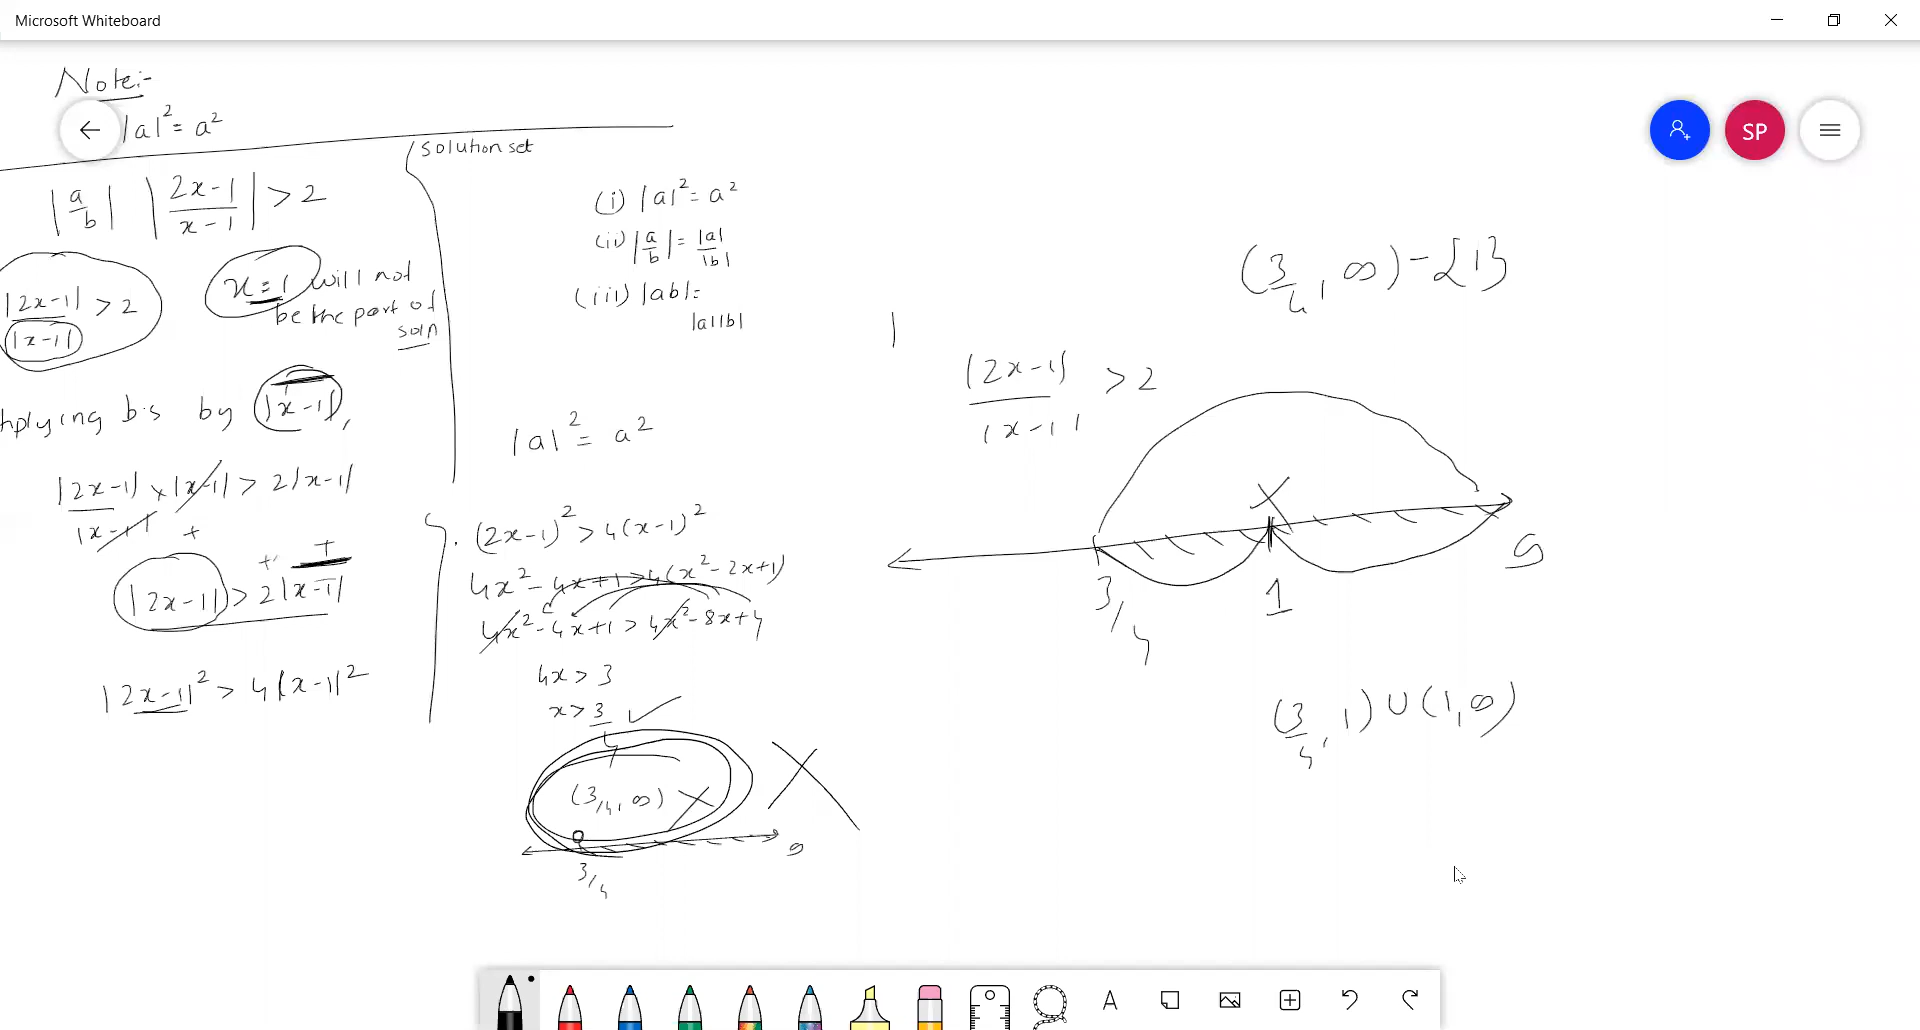 Microsoft Whiteboard
Note:-
|a|² = a²
|a/b| |2x-1/x-1| > 2
|2x-1|/|x-1| > 2
x=1 will not
be the part of
soln
plying b.s by |x-1|,
|2x-1|/|x-1| × |x-1| > 2|x-1|
+ + +
|2x-1| > 2|x-1|
|2x-1|² > 4|x-1|²
solution set
(i) |a|² = a²
(ii) |a/b| = |a|/|b|
(iii) |ab| =
|a||b|
|a|² = a²
(2x-1)² > 4(x-1)²
4x² - 4x+1 > 4(x²-2x+1)
4x² - 4x+1 > 4x²-8x+4
4x > 3
x > 3/4
(3/4, ∞)
3/4
(3/4, ∞) - {1}
|2x-1|/|x-1| > 2
3/4 1
(3/4, 1) ∪ (1, ∞)
SP
A